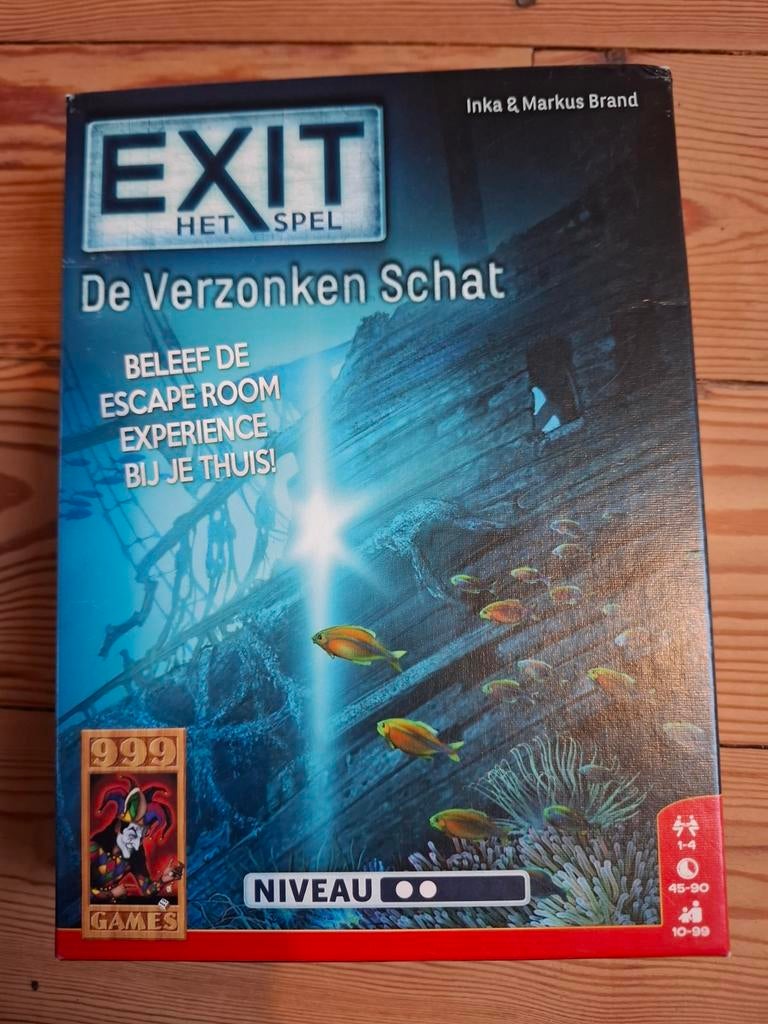 Inka & Markus Brand
EXIT
HET SPEL
De Verzonken Schat
BELEEF DE
ESCAPE ROOM
EXPERIENCE
BIJ JE THUIS!
999
GAMES
NIVEAU
1-4
45-90
10-99